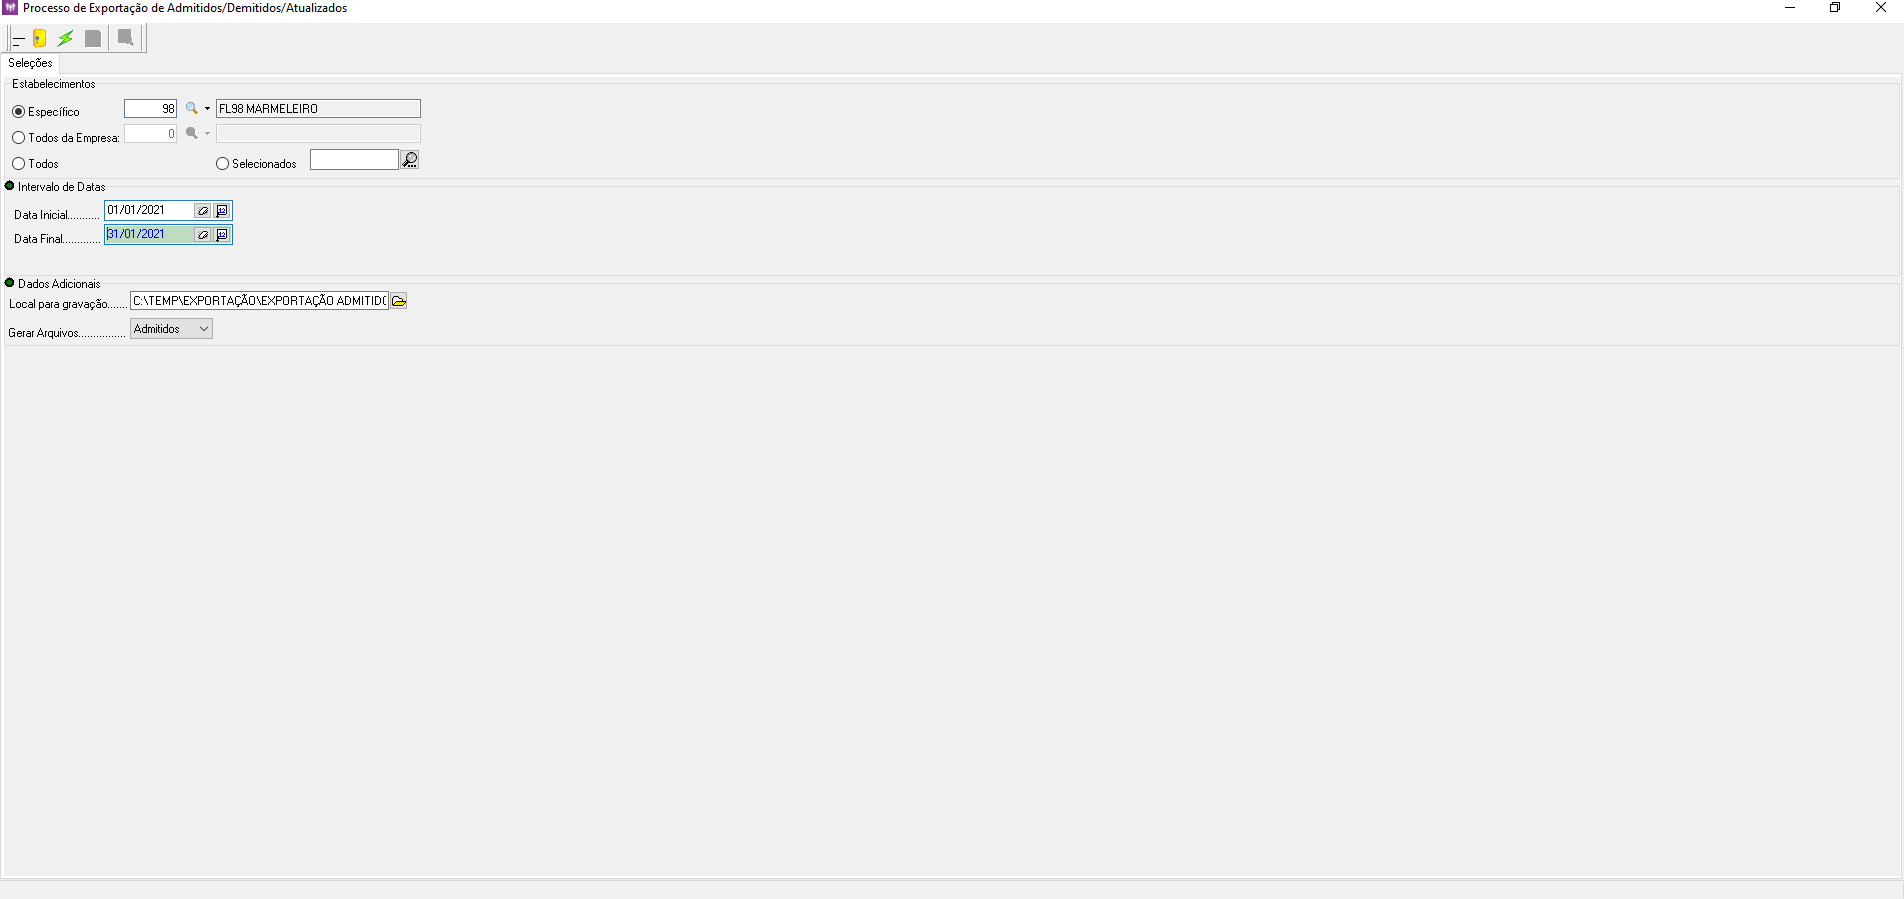 Processo de Exportação de Admitidos/Demitidos/Atualizados
Seleções
Estabelecimentos
Específico 98 FL98 MARMELEIRO
Todos da Empresa: 0
Todos Selecionados
Intervalo de Datas
Data Inicial........... 01/01/2021
Data Final............. 31/01/2021
Dados Adicionais
Local para gravação....... C:\TEMP\EXPORTAÇÃO\EXPORTAÇÃO ADMITIDO
Gerar Arquivos................ Admitidos